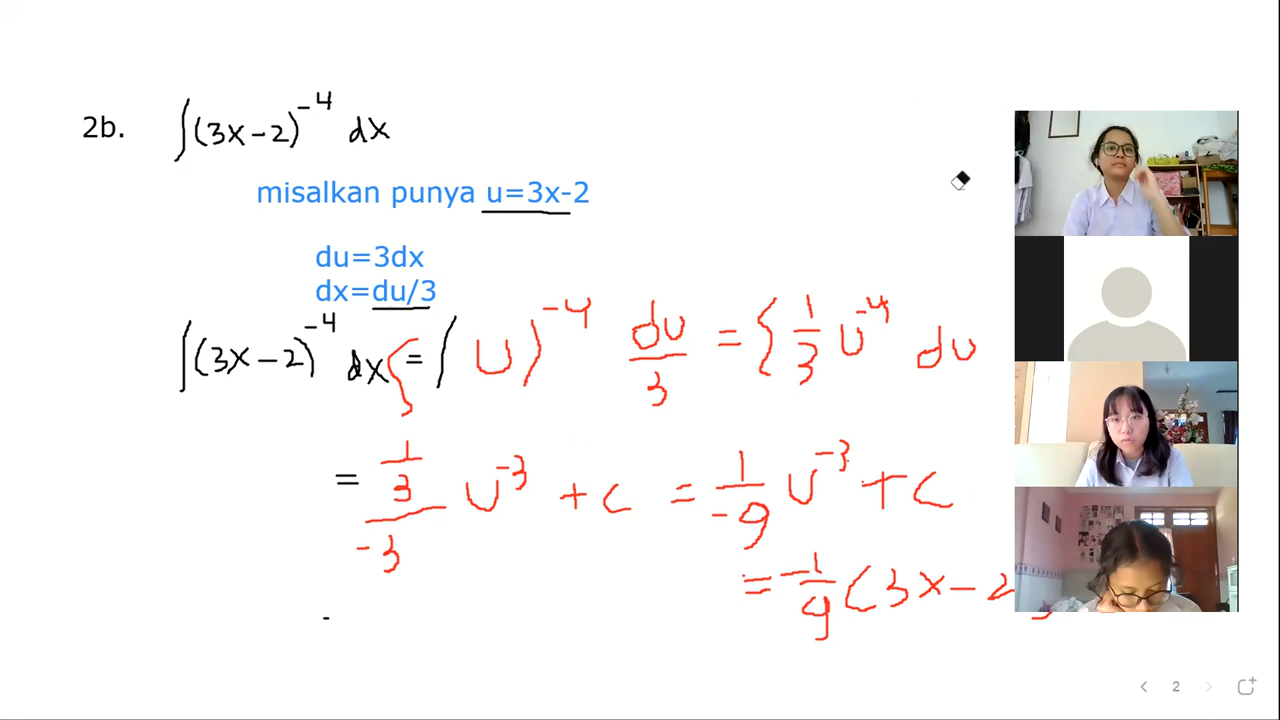 2b. ∫(3x-2)^-4 dx
misalkan punya u=3x-2
du=3dx
dx=du/3
∫(3x-2)^-4 dx = ∫(u)^-4 du/3 = ∫ 1/3 u^-4 du
= (1/3)/-3 u^-3 + c = 1/-9 u^-3 + c
= -1/9 (3x-2
2